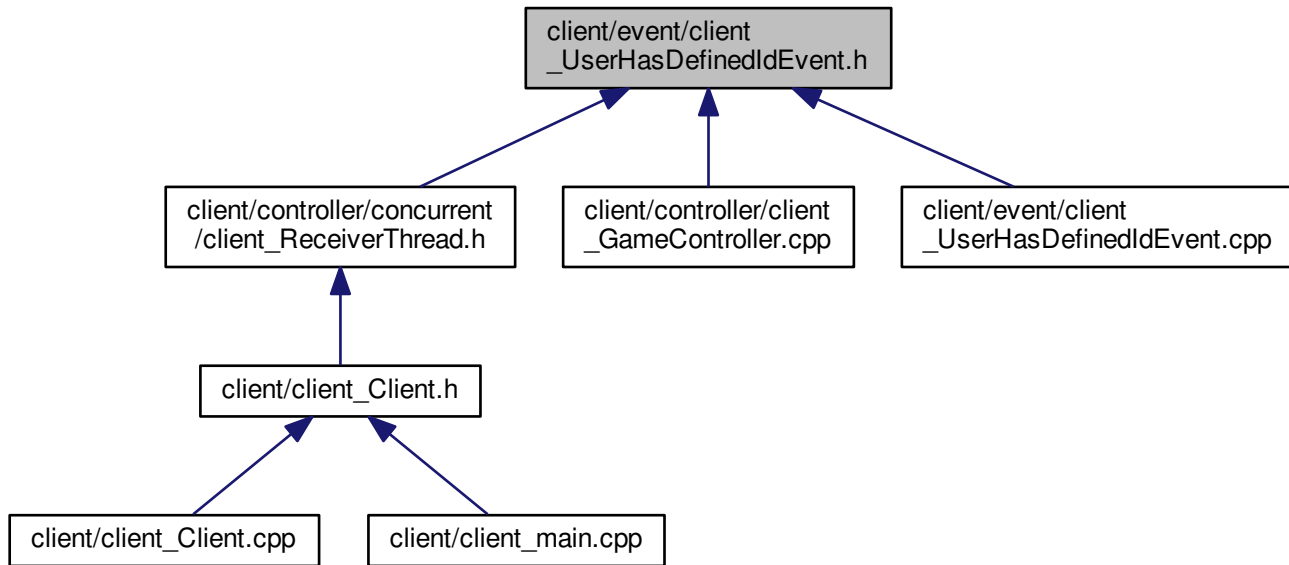 client/event/client
_UserHasDefinedIdEvent.h
client/controller/concurrent
/client_ReceiverThread.h
client/controller/client
_GameController.cpp
client/event/client
_UserHasDefinedIdEvent.cpp
client/client_Client.h
client/client_Client.cpp
client/client_main.cpp